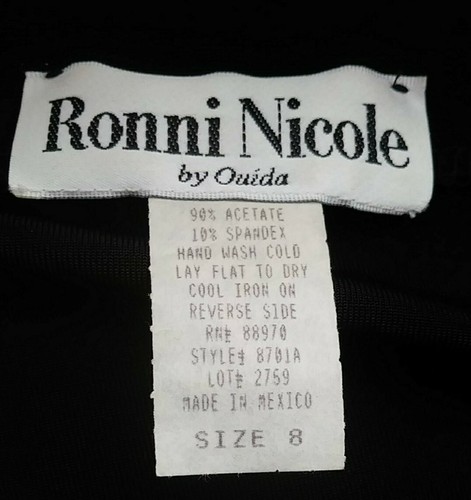 Ronni Nicole
by Ouida
90% ACETATE
10% SPANDEX
HAND WASH COLD
LAY FLAT TO DRY
COOL IRON ON
REVERSE SIDE
RN# 88970
STYLE# 8701A
LOT# 2759
MADE IN MEXICO
SIZE 8